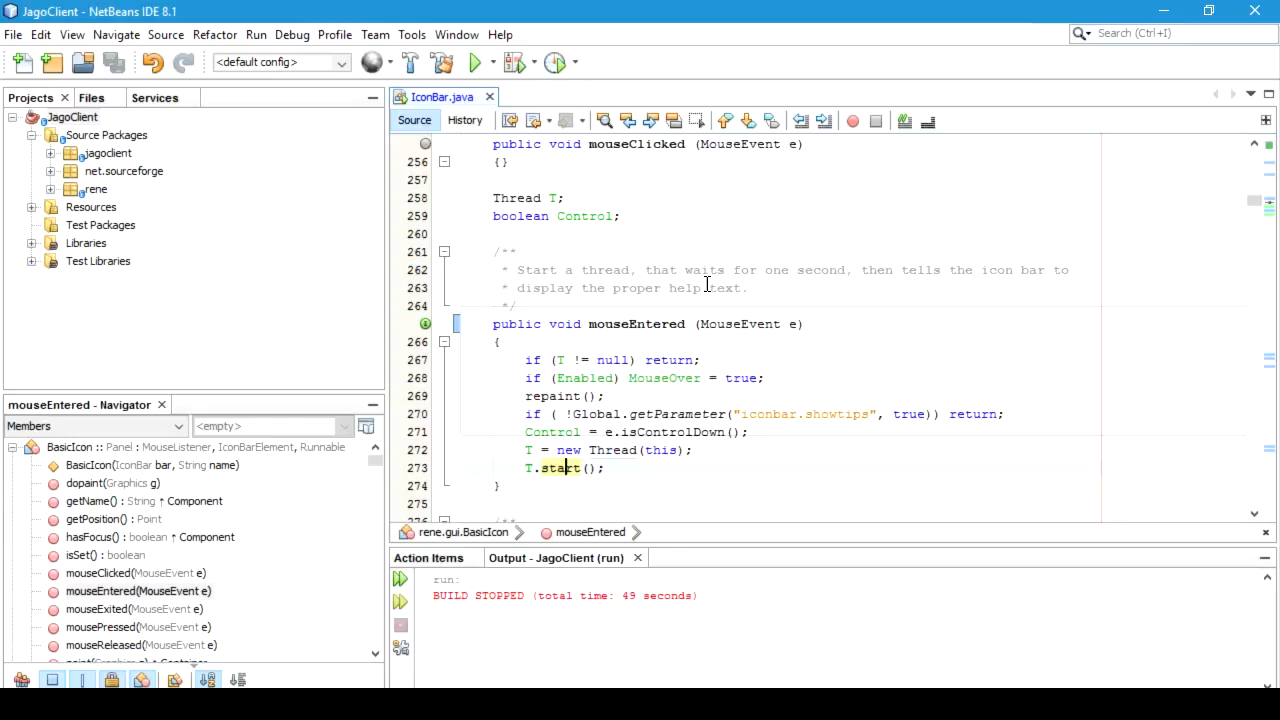 JagoClient - NetBeans IDE 8.1
File Edit View Navigate Source Refactor Run Debug Profile Team Tools Window Help
Search (Ctrl+I)
<default config>
Projects Files Services
JagoClient
Source Packages
jagoclient
net.sourceforge
rene
Resources
Test Packages
Libraries
Test Libraries
mouseEntered - Navigator
Members <empty>
BasicIcon :: Panel : MouseListener, IconBarElement, Runnable
BasicIcon(IconBar bar, String name)
dopaint(Graphics g)
getName() : String ↑ Component
getPosition() : Point
hasFocus() : boolean ↑ Component
isSet() : boolean
mouseClicked(MouseEvent e)
mouseEntered(MouseEvent e)
mouseExited(MouseEvent e)
mousePressed(MouseEvent e)
mouseReleased(MouseEvent e)
IconBar.java
Source History
public void mouseClicked (MouseEvent e)
256 {}
257
258 Thread T;
259 boolean Control;
260
261 /**
262 * Start a thread, that waits for one second, then tells the icon bar to
263 * display the proper help text.
264 */
public void mouseEntered (MouseEvent e)
266 {
267 if (T != null) return;
268 if (Enabled) MouseOver = true;
269 repaint();
270 if ( !Global.getParameter("iconbar.showtips", true)) return;
271 Control = e.isControlDown();
272 T = new Thread(this);
273 T.start();
274 }
275
276 /**
rene.gui.BasicIcon mouseEntered
Action Items Output - JagoClient (run)
run:
BUILD STOPPED (total time: 49 seconds)